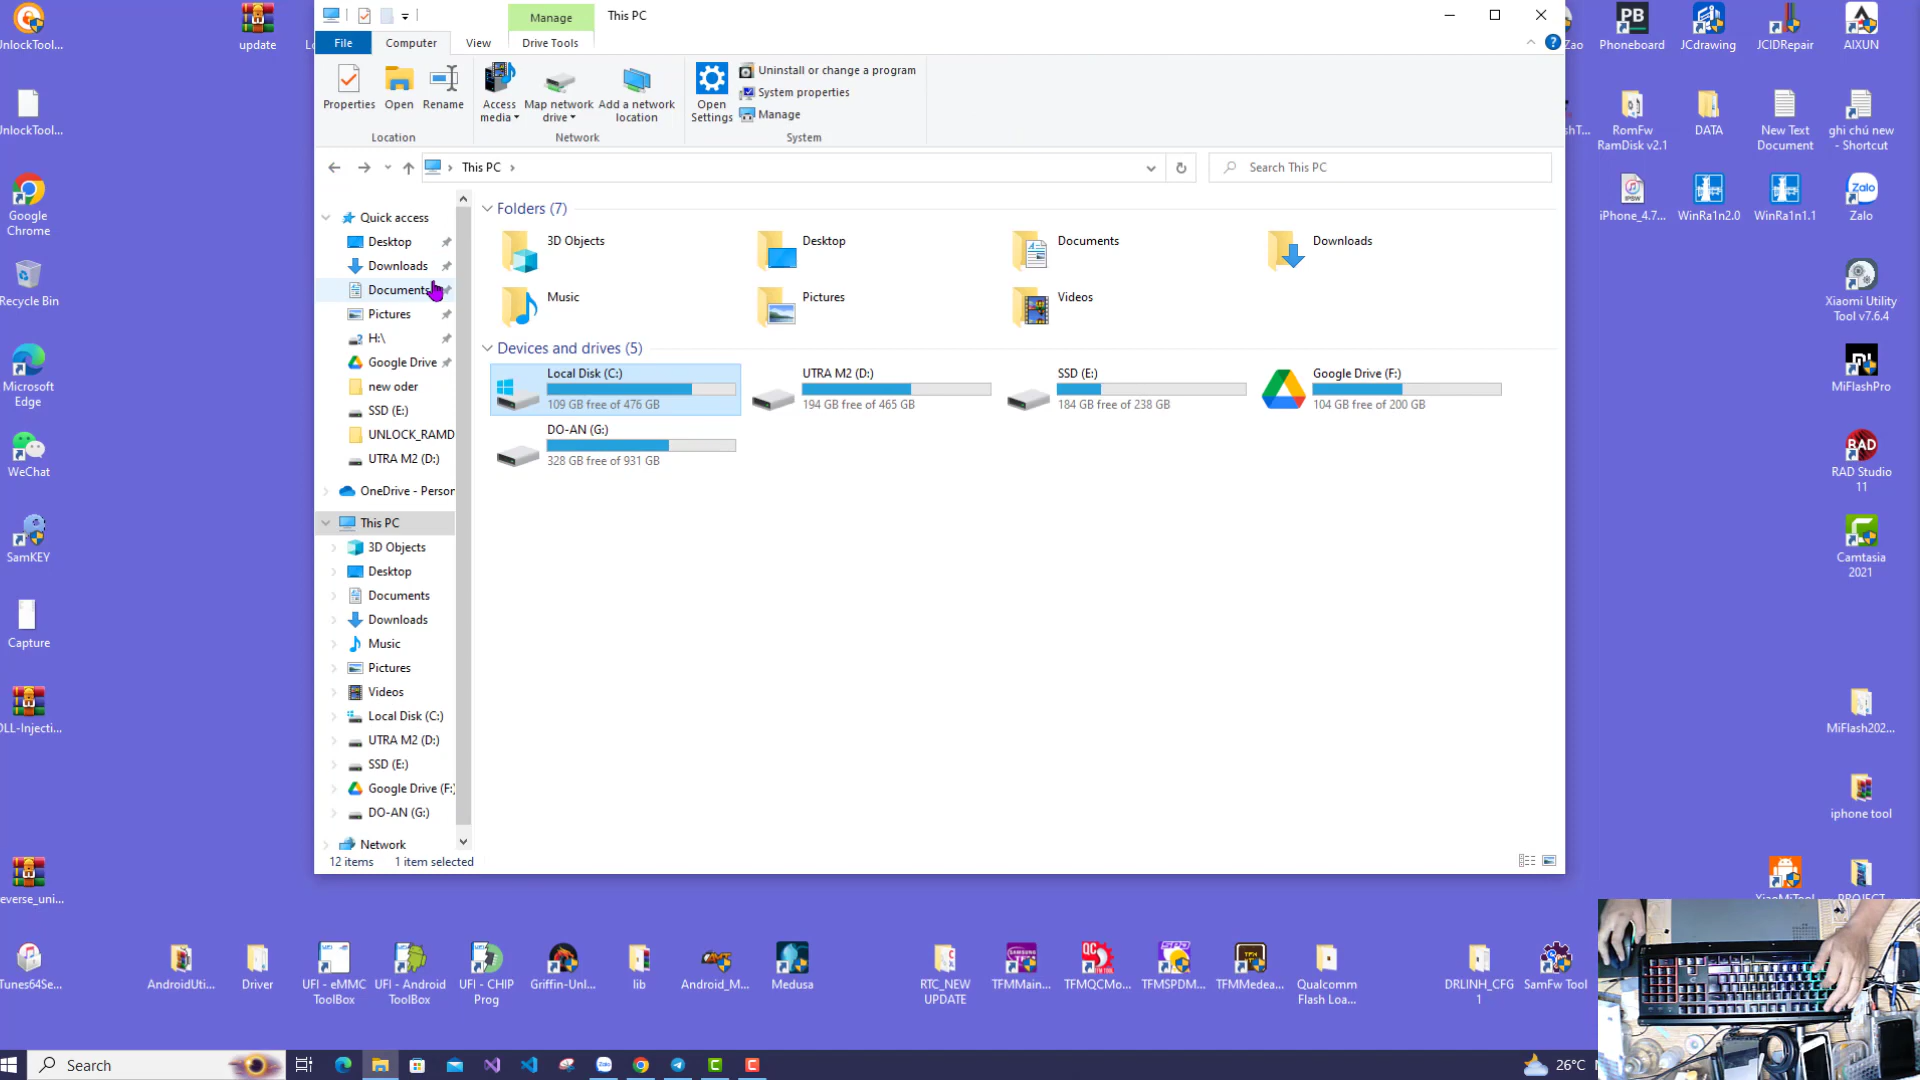 Manage
This PC
File
Computer
View
Drive Tools
Properties
Open
Rename
Access media
Map network drive
Add a network location
Open Settings
Uninstall or change a program
System properties
Manage
Location
Network
System
This PC
Search This PC
Quick access
Desktop
Downloads
Documents
Pictures
H:\
Google Drive
new oder
SSD (E:)
UNLOCK_RAMD
UTRA M2 (D:)
OneDrive - Person
This PC
3D Objects
Desktop
Documents
Downloads
Music
Pictures
Videos
Local Disk (C:)
UTRA M2 (D:)
SSD (E:)
Google Drive (F:)
DO-AN (G:)
Network
12 items
1 item selected
Folders (7)
3D Objects
Desktop
Documents
Downloads
Music
Pictures
Videos
Devices and drives (5)
Local Disk (C:)
109 GB free of 476 GB
UTRA M2 (D:)
194 GB free of 465 GB
SSD (E:)
184 GB free of 238 GB
Google Drive (F:)
104 GB free of 200 GB
DO-AN (G:)
328 GB free of 931 GB
UnlockTool...
update
UnlockTool...
Google Chrome
Recycle Bin
Microsoft Edge
WeChat
SamKEY
Capture
DLL-Injecti...
everse_uni...
Tunes64Se...
AndroidUti...
Driver
UFI - eMMC ToolBox
UFI - Android ToolBox
UFI - CHIP Prog
Griffin-Unl...
lib
Android_M...
Medusa
RTC_NEW UPDATE
TFMMain...
TFMQCMo...
TFMSPDM...
TFMMedea...
Qualcomm Flash Loa...
DRLINH_CFG 1
SamFw Tool
Zao
Phoneboard
JCdrawing
JCIDRepair
AIXUN
shT...
RomFw RamDisk v2.1
DATA
New Text Document
ghi chú new - Shortcut
iPhone_4.7...
WinRa1n2.0
WinRa1n1.1
Zalo
Xiaomi Utility Tool v7.6.4
MiFlashPro
RAD Studio 11
Camtasia 2021
MiFlash202...
iphone tool
XiaoMiTool
PROJECT
Search
26°C